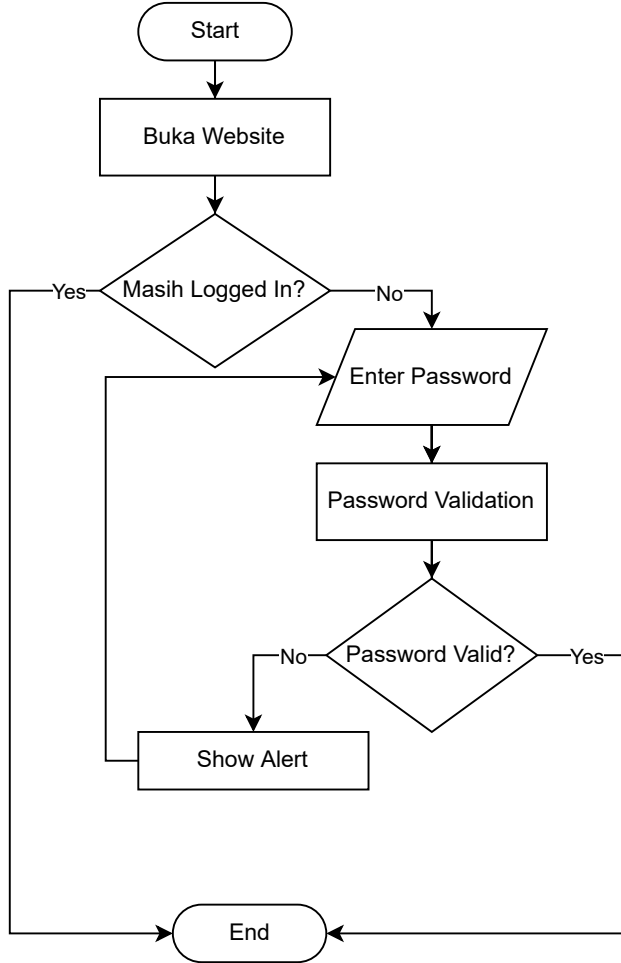 Start
Buka Website
Masih Logged In?
Yes
No
Enter Password
Password Validation
Password Valid?
No
Yes
Show Alert
End